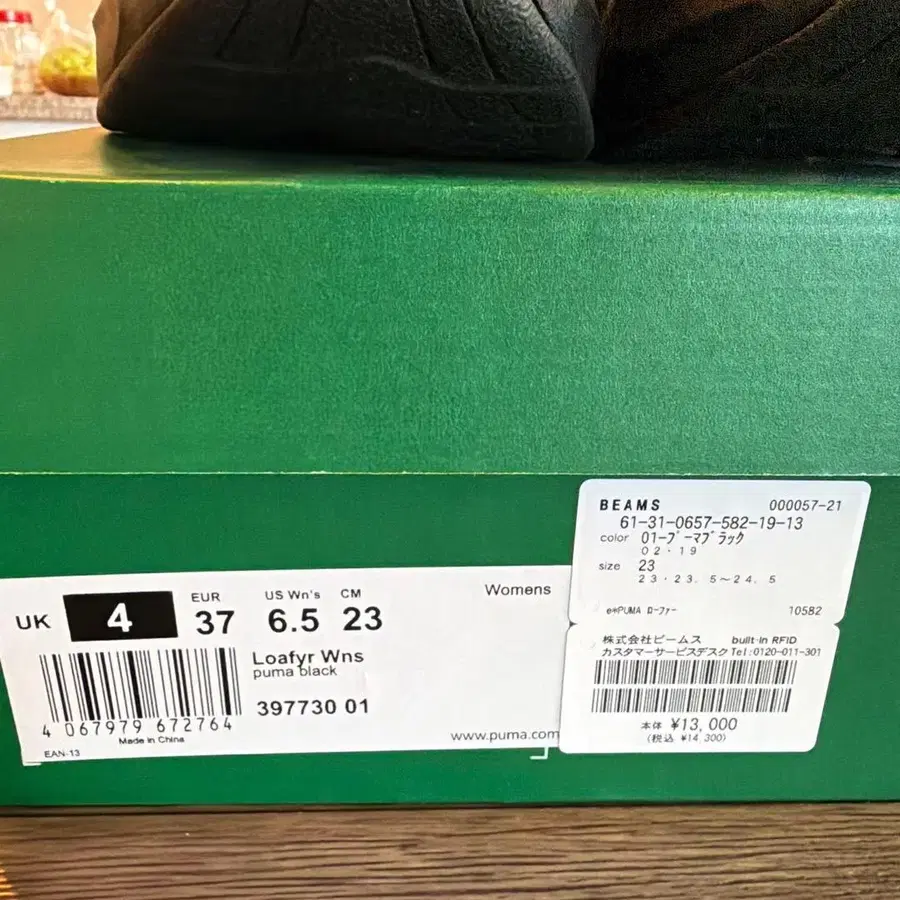 UK 4 EUR 37 US Wn's 6.5 CM 23 Womens
Loafyr Wns
puma black
397730 01
4 067979 672764
Made in China
EAN-13
www.puma.com
BEAMS 000057-21
61-31-0657-582-19-13
color 01-プーマブラック
02・19
size 23
23・23. 5〜24. 5
e*PUMA ローファー 10582
株式会社ビームス built-in RFID
カスタマーサービスデスク Tel:0120-011-301
本体 ¥13,000
(税込 ¥14,300)